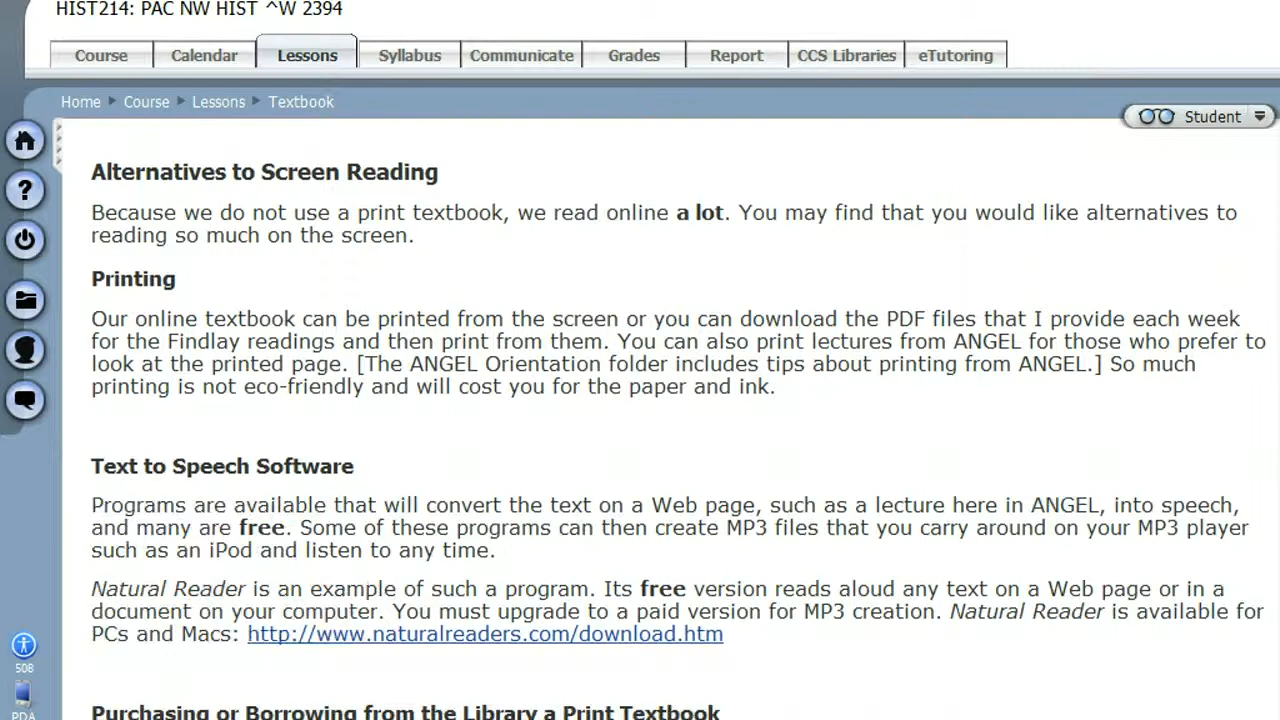 HIST214: PAC NW HIST ^W 2394
Course Calendar Lessons Syllabus Communicate Grades Report CCS Libraries eTutoring
Home Course Lessons Textbook
Student
Alternatives to Screen Reading
Because we do not use a print textbook, we read online a lot. You may find that you would like alternatives to
reading so much on the screen.
Printing
Our online textbook can be printed from the screen or you can download the PDF files that I provide each week
for the Findlay readings and then print from them. You can also print lectures from ANGEL for those who prefer to
look at the printed page. [The ANGEL Orientation folder includes tips about printing from ANGEL.] So much
printing is not eco-friendly and will cost you for the paper and ink.
Text to Speech Software
Programs are available that will convert the text on a Web page, such as a lecture here in ANGEL, into speech,
and many are free. Some of these programs can then create MP3 files that you carry around on your MP3 player
such as an iPod and listen to any time.
Natural Reader is an example of such a program. Its free version reads aloud any text on a Web page or in a
document on your computer. You must upgrade to a paid version for MP3 creation. Natural Reader is available for
PCs and Macs: http://www.naturalreaders.com/download.htm
508
PDA
Purchasing or Borrowing from the Library a Print Textbook